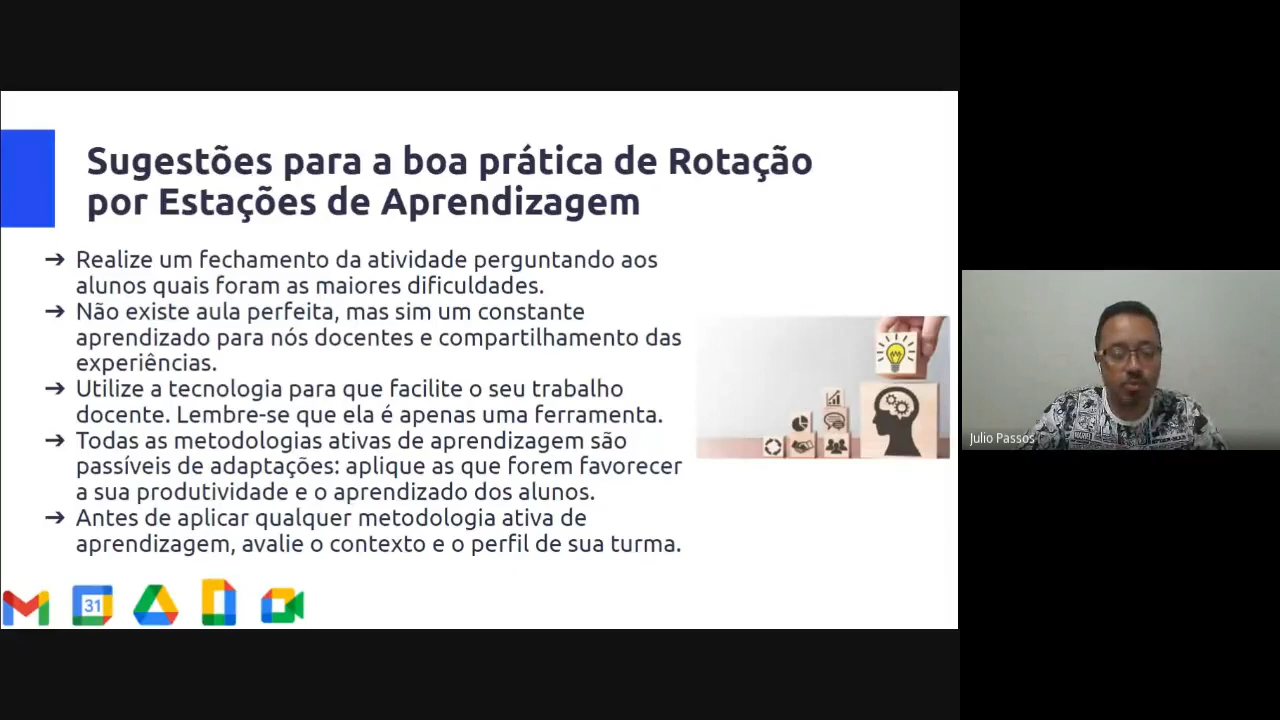 Sugestões para a boa prática de Rotação
por Estações de Aprendizagem
➔ Realize um fechamento da atividade perguntando aos
alunos quais foram as maiores dificuldades.
➔ Não existe aula perfeita, mas sim um constante
aprendizado para nós docentes e compartilhamento das
experiências.
➔ Utilize a tecnologia para que facilite o seu trabalho
docente. Lembre-se que ela é apenas uma ferramenta.
➔ Todas as metodologias ativas de aprendizagem são
passíveis de adaptações: aplique as que forem favorecer
a sua produtividade e o aprendizado dos alunos.
➔ Antes de aplicar qualquer metodologia ativa de
aprendizagem, avalie o contexto e o perfil de sua turma.
31
Julio Passos